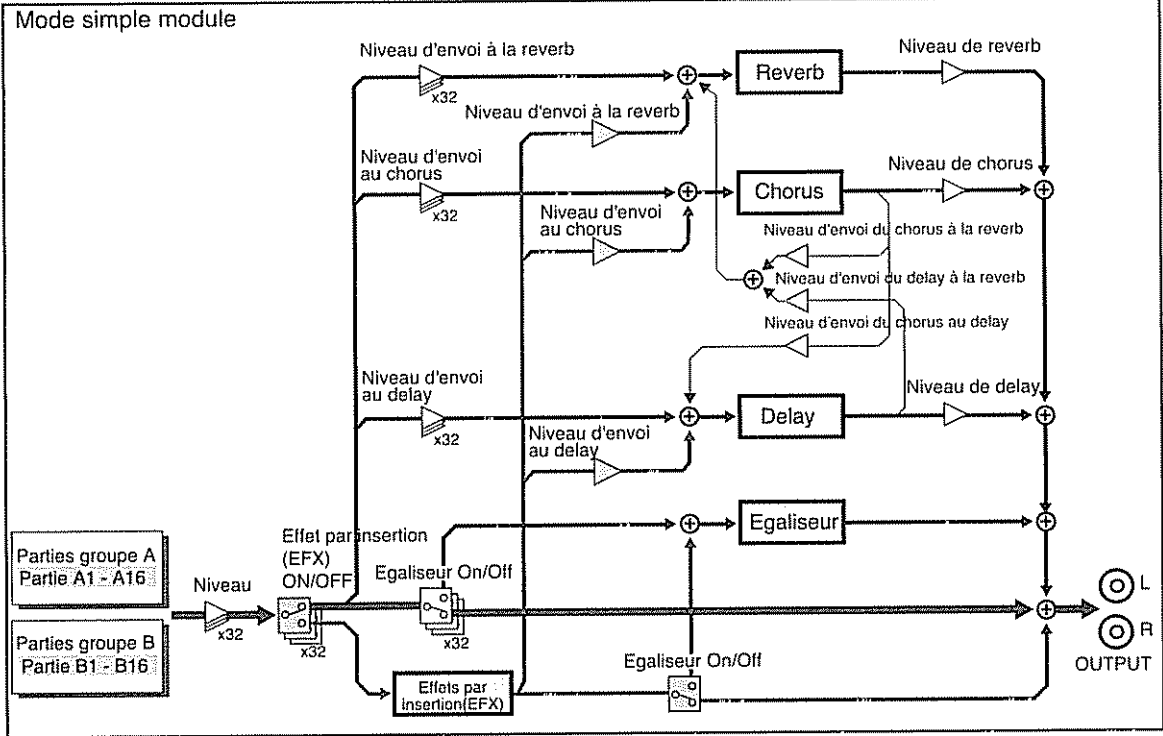 Mode simple module
Niveau d'envoi à la reverb
x32
Reverb
Niveau de reverb
Niveau d'envoi à la reverb
Niveau d'envoi
au chorus
x32
Chorus
Niveau de chorus
Niveau d'envoi
au chorus
Niveau d'envoi du chorus à la reverb
Niveau d'envoi du delay à la reverb
Niveau d'envoi du chorus au delay
Niveau d'envoi
au delay
x32
Delay
Niveau de delay
Niveau d'envoi
au delay
Egaliseur
Parties groupe A
Partie A1 - A16
Parties groupe B
Partie B1 - B16
Niveau
x32
Effet par insertion
(EFX)
ON/OFF
x32
Egaliseur On/Off
x32
Effets par
Insertion(EFX)
Egaliseur On/Off
L
R
OUTPUT